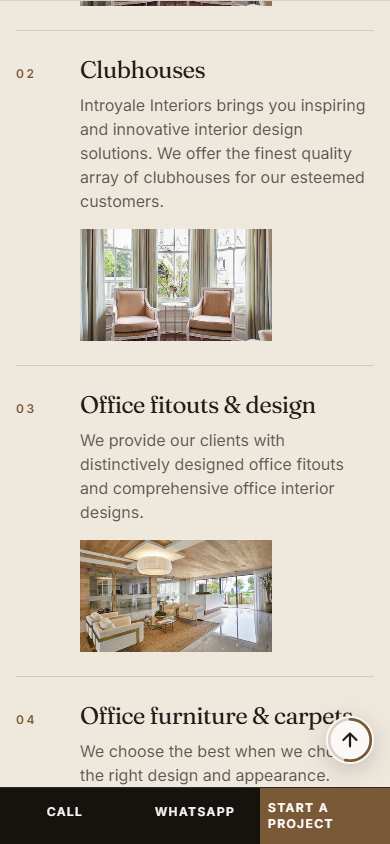 02
Clubhouses
Introyale Interiors brings you inspiring
and innovative interior design
solutions. We offer the finest quality
array of clubhouses for our esteemed
customers.
03
Office fitouts & design
We provide our clients with
distinctively designed office fitouts
and comprehensive office interior
designs.
04
Office furniture & carpets
We choose the best when we
the right design and appearance.
CALL
WHATSAPP
START A
PROJECT